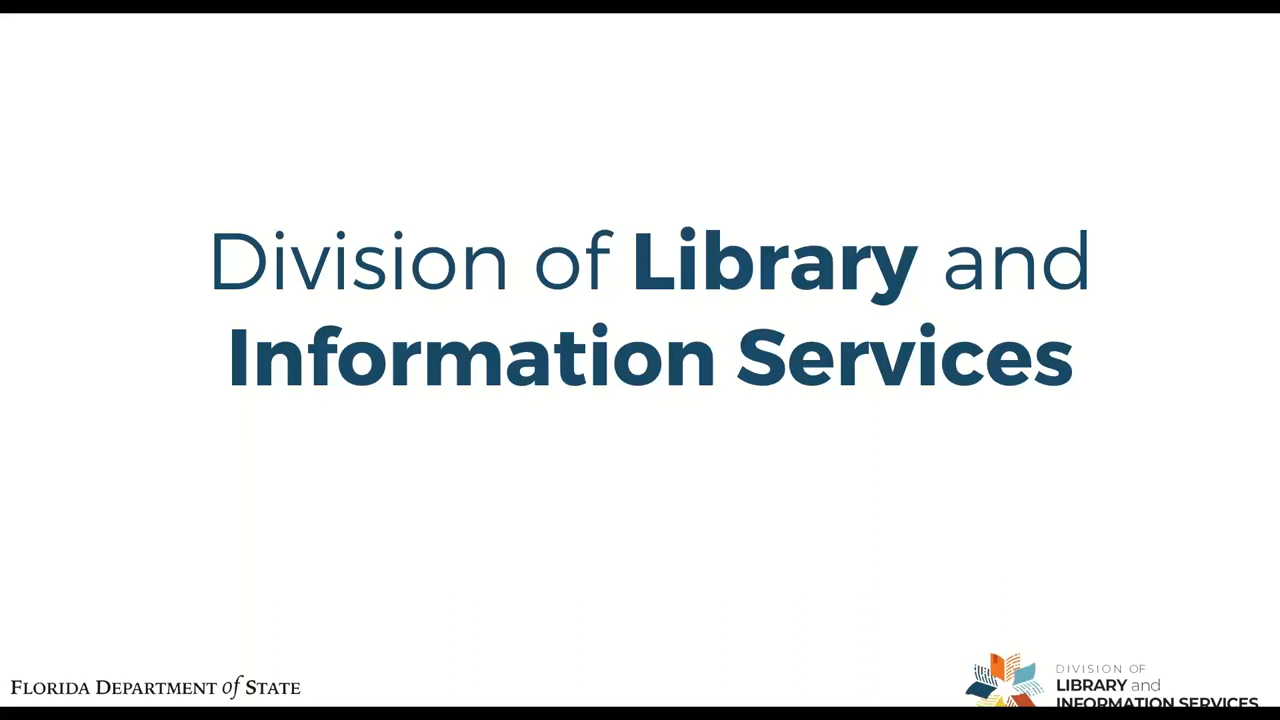 Division of Library and
Information Services
FLORIDA DEPARTMENT of STATE
DIVISION OF
LIBRARY and
INFORMATION SERVICES